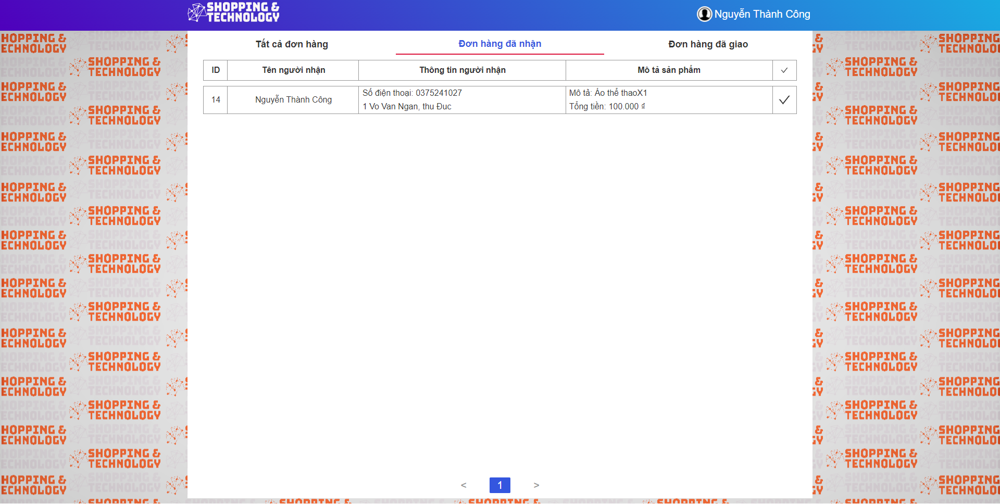 SHOPPING &
TECHNOLOGY
Nguyễn Thành Công
Tất cả đơn hàng
Đơn hàng đã nhận
Đơn hàng đã giao
ID
Tên người nhận
Thông tin người nhận
Mô tả sản phẩm
14
Nguyễn Thành Công
Số điện thoại: 0375241027
1 Vo Van Ngan, thu Đuc
Mô tả: Áo thể thaoX1
Tổng tiền: 100.000 ₫
< 1 >